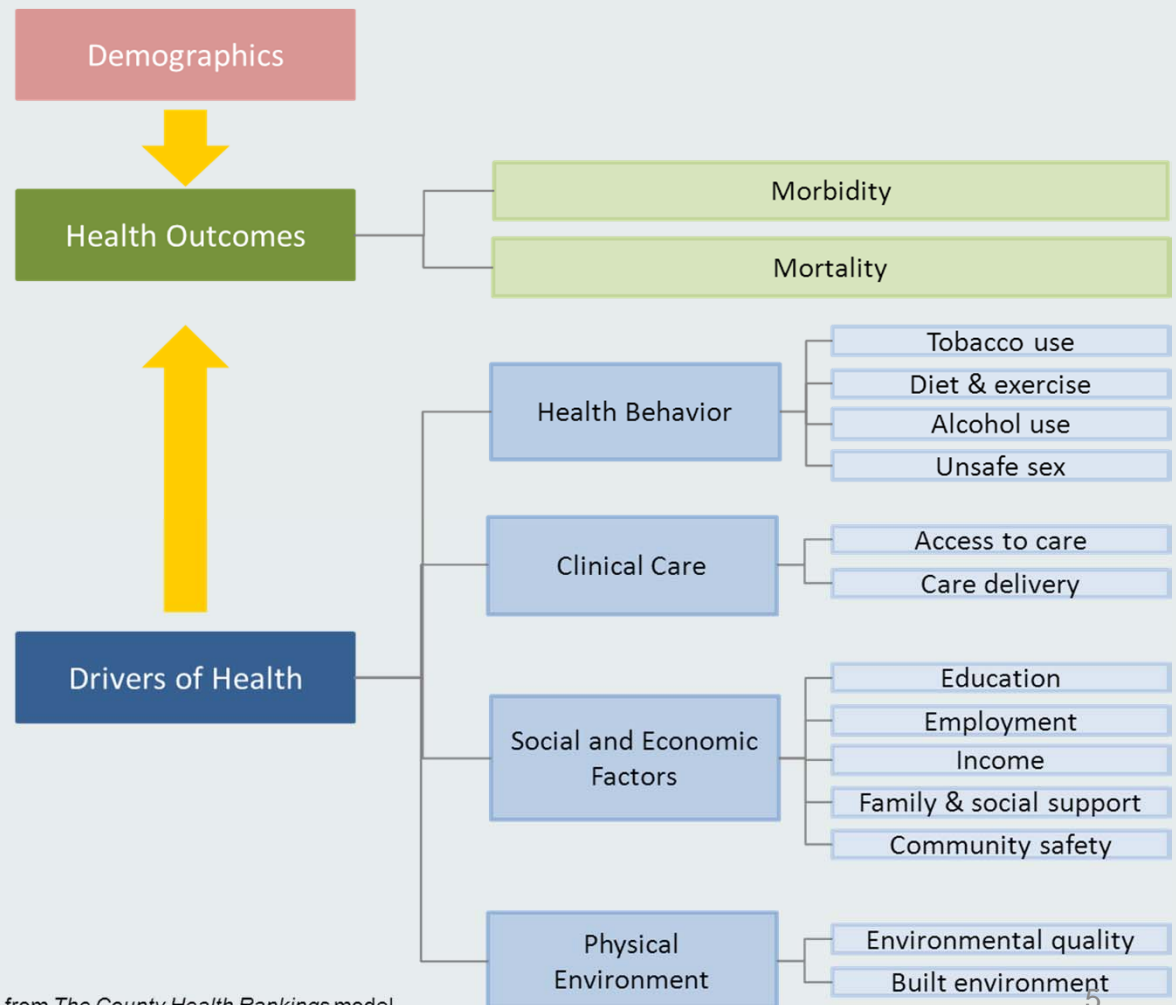 Demographics
Health Outcomes
Morbidity
Mortality
Drivers of Health
Health Behavior
Tobacco use
Diet & exercise
Alcohol use
Unsafe sex
Clinical Care
Access to care
Care delivery
Social and Economic
Factors
Education
Employment
Income
Family & social support
Community safety
Physical
Environment
Environmental quality
Built environment
from The County Health Rankings model
5